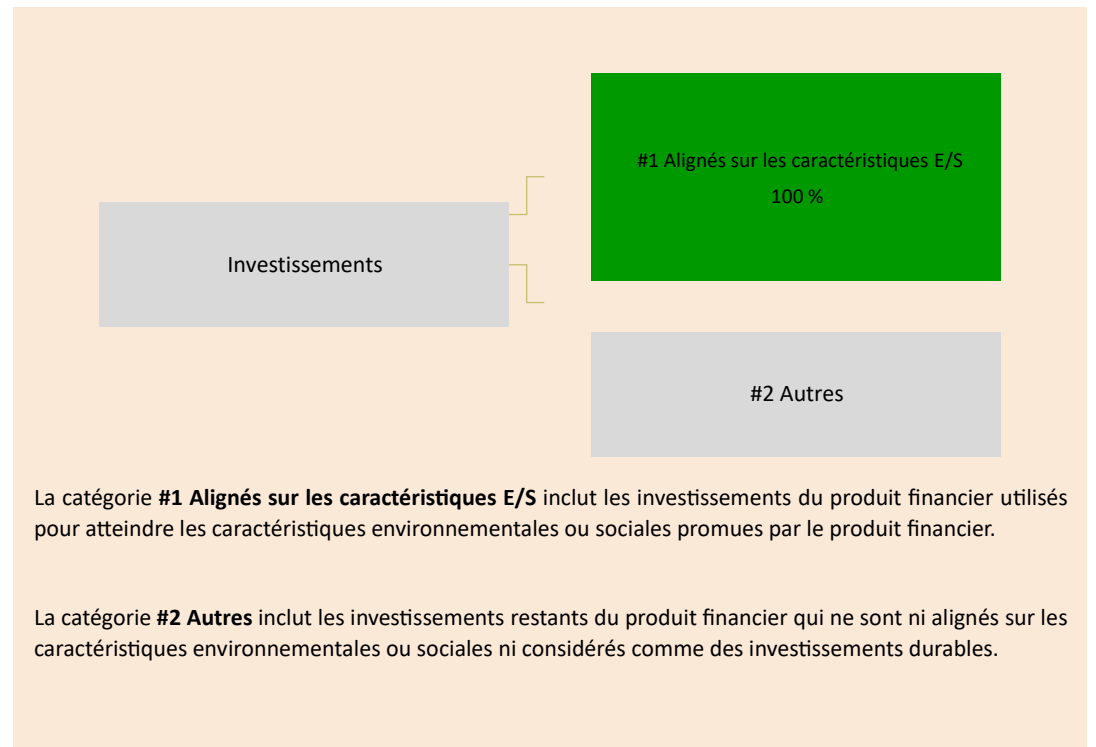 #1 Alignés sur les caractéristiques E/S
100 %
Investissements
#2 Autres
La catégorie #1 Alignés sur les caractéristiques E/S inclut les investissements du produit financier utilisés
pour atteindre les caractéristiques environnementales ou sociales promues par le produit financier.
La catégorie #2 Autres inclut les investissements restants du produit financier qui ne sont ni alignés sur les
caractéristiques environnementales ou sociales ni considérés comme des investissements durables.